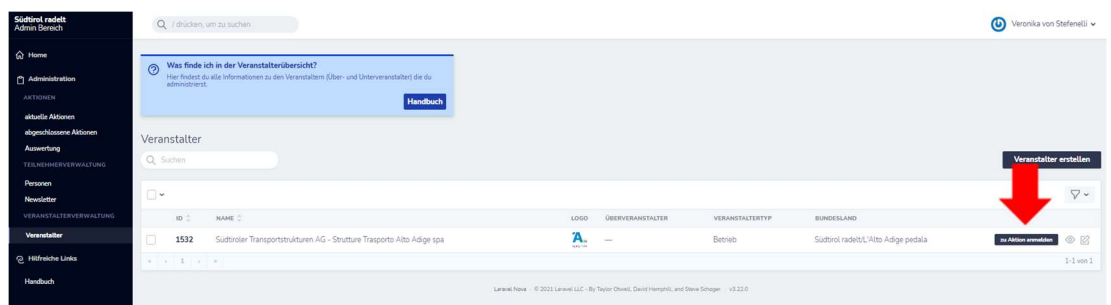 Südtirol radelt
Admin Bereich
/ drücken, um zu suchen
Veronika von Stefenelli
Home
Administration
AKTIONEN
aktuelle Aktionen
abgeschlossene Aktionen
Auswertung
TEILNEHMERVERWALTUNG
Personen
Newsletter
VERANSTALTERVERWALTUNG
Veranstalter
Hilfreiche Links
Handbuch
Was finde ich in der Veranstalterübersicht?
Hier findest du alle Informationen zu den Veranstaltern (Über- und Unterveranstalter) die du
administrierst.
Handbuch
Veranstalter
Suchen
Veranstalter erstellen
ID NAME LOGO ÜBERVERANSTALTER VERANSTALTERTYP BUNDESLAND
1532 Südtiroler Transportstrukturen AG - Strutture Trasporto Alto Adige spa — Betrieb Südtirol radelt/L'Alto Adige pedala zu Aktion anmelden
« ‹ 1 › » 1-1 von 1
Laravel Nova · © 2021 Laravel LLC - By Taylor Otwell, David Hemphill, and Steve Schoger. · v3.22.0